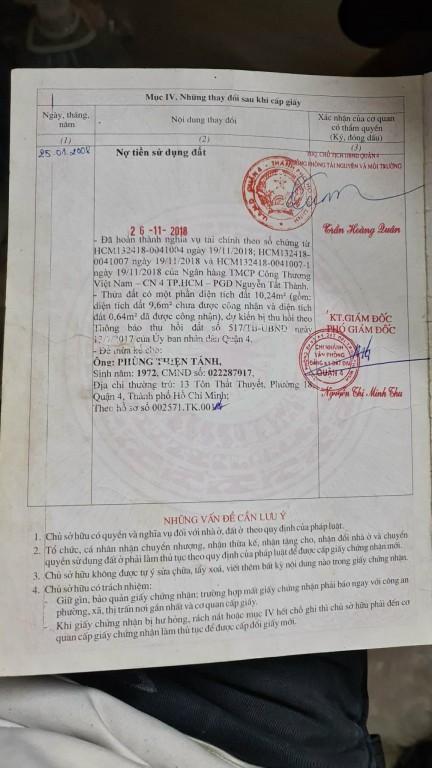 Mục IV. Những thay đổi sau khi cấp giấy
Ngày, tháng, năm
Nội dung thay đổi
Xác nhận của cơ quan
có thẩm quyền
(Ký, đóng dấu)
(1)
(2)
(3)
25.01.2008
Nợ tiền sử dụng đất
CHỦ TỊCH UBND QUẬN 4
PHÒNG TÀI NGUYÊN VÀ MÔI TRƯỜNG
Trần Hoàng Quân
26-11-2018
- Đã hoàn thành nghĩa vụ tài chính theo số chứng từ
HCM132418-0041004 ngày 19/11/2018; HCM132418-
0041007 ngày 19/11/2018 và HCM132418-0041007-1
ngày 19/11/2018 của Ngân hàng TMCP Công Thương
Việt Nam – CN 4 TP.HCM – PGD Nguyễn Tất Thành.
- Thửa đất có một phần diện tích đất 10,24m² (gồm:
diện tích đất 9,6m² chưa được công nhận và diện tích
đất 0,64m² đã được công nhận), dự kiến bị thu hồi theo
Thông báo thu hồi đất số 517/TB-UBND ngày
/2017 của Ủy ban nhân dân Quận 4.
- Để thừa kế cho:
Ông: PHÙNG THIỆN TÁNH,
Sinh năm: 1972, CMND số: 022287917,
Địa chỉ thường trú: 13 Tôn Thất Thuyết, Phường 18
Quận 4, Thành phố Hồ Chí Minh;
Theo hồ sơ số 002571.TK.001
KT.GIÁM ĐỐC
PHÓ GIÁM ĐỐC
CHI NHÁNH
VĂN PHÒNG
ĐĂNG KÝ ĐẤT ĐAI
QUẬN 4
Nguyễn Thị Minh Thu
NHỮNG VẤN ĐỀ CẦN LƯU Ý
1. Chủ sở hữu có quyền và nghĩa vụ đối với nhà ở, đất ở theo quy định của pháp luật.
2. Tổ chức, cá nhân nhận chuyển nhượng, nhận thừa kế, nhận tặng cho, nhận đổi nhà ở và chuyển
quyền sử dụng đất ở phải làm thủ tục theo quy định của pháp luật để được cấp giấy chứng nhận mới.
3. Chủ sở hữu không được tự ý sửa chữa, tẩy xoá, viết thêm bất kỳ nội dung nào trong giấy chứng nhận.
4. Chủ sở hữu có trách nhiệm:
Giữ gìn, bảo quản giấy chứng nhận; trường hợp mất giấy chứng nhận phải báo ngay với công an
phường, xã, thị trấn nơi gần nhất và cơ quan cấp giấy.
Khi giấy chứng nhận bị hư hỏng, rách nát hoặc mục IV hết chỗ ghi thì chủ sở hữu phải đến cơ
quan cấp giấy chứng nhận làm thủ tục để được cấp đổi giấy mới.